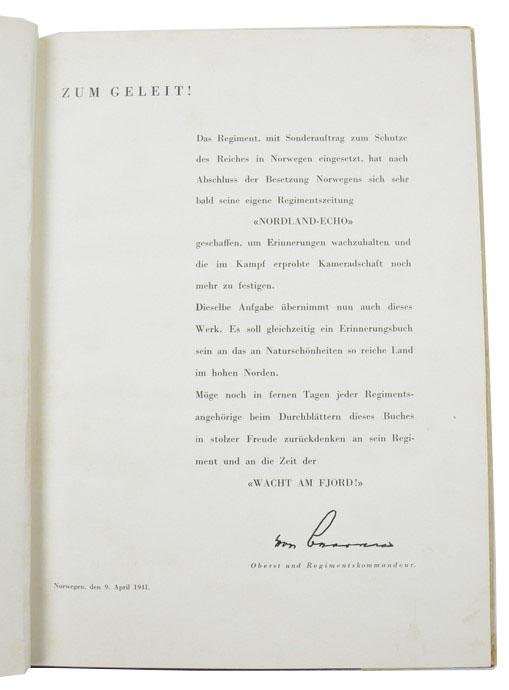 ZUM GELEIT!
Das Regiment, mit Sonderauftrag zum Schutze
des Reiches in Norwegen eingesetzt, hat nach
Abschluss der Besetzung Norwegens sich sehr
bald seine eigene Regimentszeitung
«NORDLAND-ECHO»
geschaffen, um Erinnerungen wachzuhalten und
die im Kampf erprobte Kameradschaft noch
mehr zu festigen.
Dieselbe Aufgabe übernimmt nun auch dieses
Werk. Es soll gleichzeitig ein Erinnerungsbuch
sein an das an Naturschönheiten so reiche Land
im hohen Norden.
Möge noch in fernen Tagen jeder Regiments-
angehörige beim Durchblättern dieses Buches
in stolzer Freude zurückdenken an sein Regi-
ment und an die Zeit der
«WACHT AM FJORD!»
von
Oberst und Regimentskommandeur.
Norwegen, den 9. April 1941.